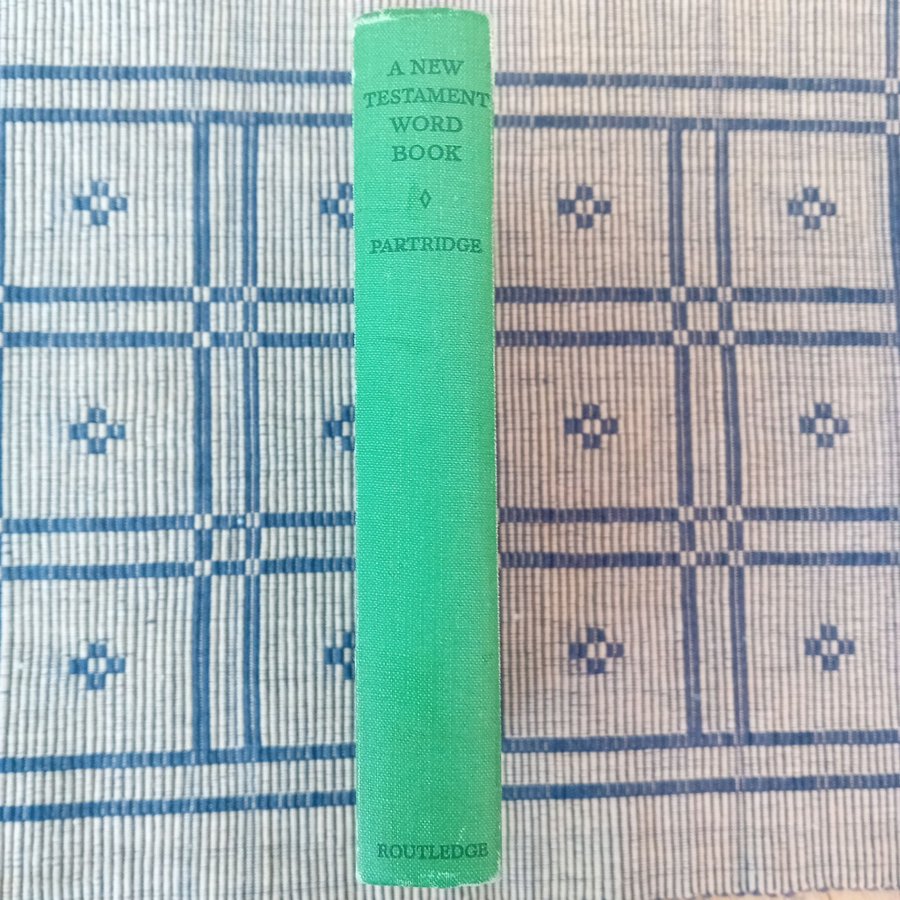 A NEW
TESTAMENT
WORD
BOOK
PARTRIDGE
ROUTLEDGE